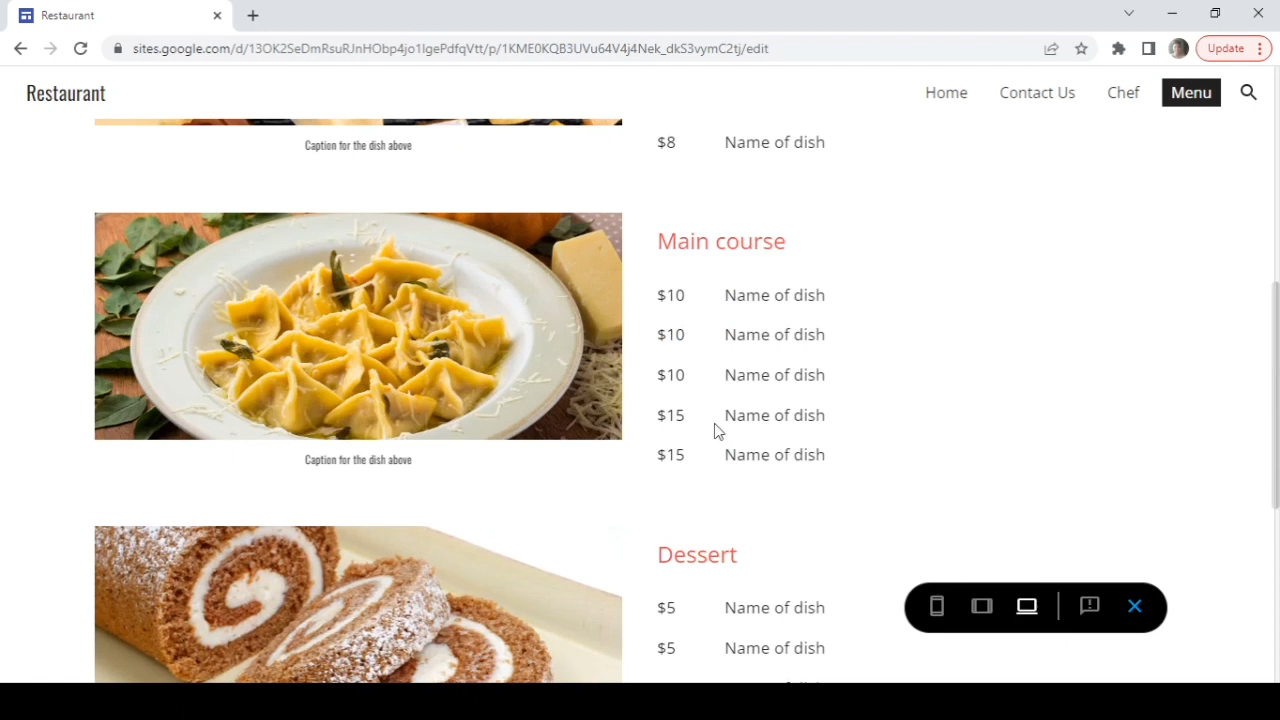 Restaurant
sites.google.com/d/13OK2SeDmRsuRJnHObp4jo1IgePdfqVtt/p/1KME0KQB3UVu64V4j4Nek_dkS3vymC2tj/edit
Update
Restaurant
Home Contact Us Chef Menu
Caption for the dish above
$8 Name of dish
Main course
$10 Name of dish
$10 Name of dish
$10 Name of dish
$15 Name of dish
$15 Name of dish
Caption for the dish above
Dessert
$5 Name of dish
$5 Name of dish